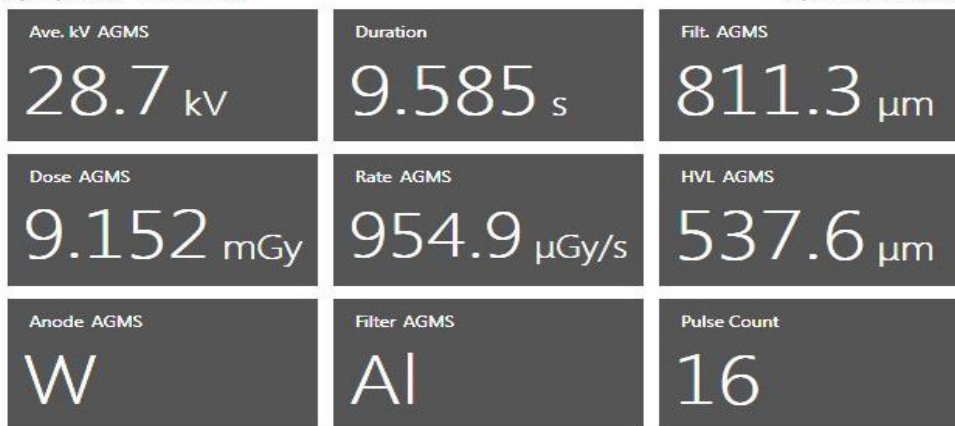 Ave. kV AGMS
28.7 kV
Duration
9.585 s
Filt. AGMS
811.3 μm
Dose AGMS
9.152 mGy
Rate AGMS
954.9 μGy/s
HVL AGMS
537.6 μm
Anode AGMS
W
Filter AGMS
Al
Pulse Count
16